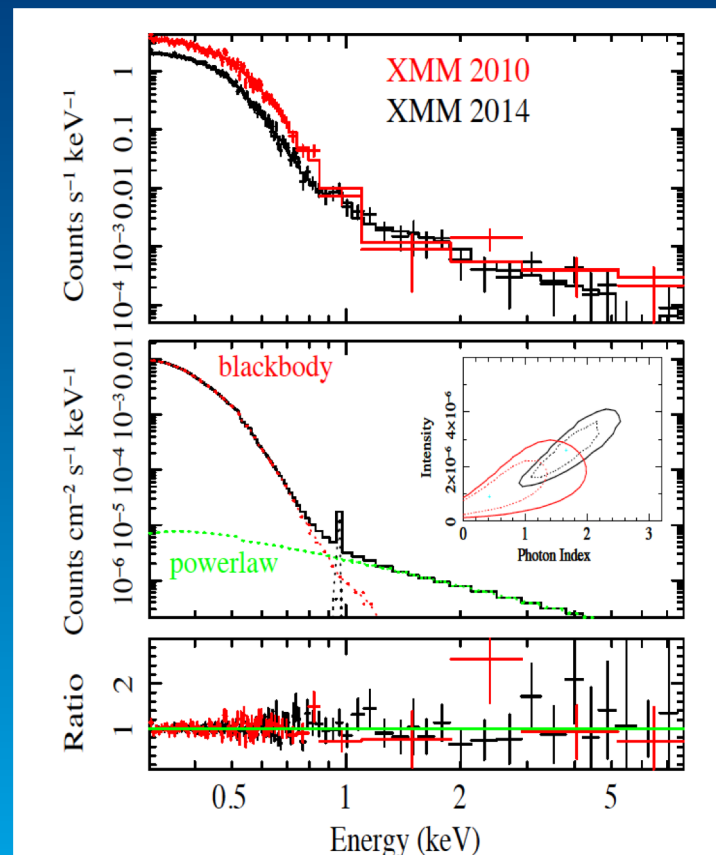 XMM 2010
XMM 2014
Counts s⁻¹ keV⁻¹
1
0.1
0.01
10⁻³
10⁻⁴
blackbody
powerlaw
Counts cm⁻² s⁻¹ keV⁻¹
0.01
10⁻³
10⁻⁴
10⁻⁵
10⁻⁶
Intensity
4×10⁻⁶
2×10⁻⁶
0
0 1 2 3
Photon Index
Ratio
2
1
0.5 1 2 5
Energy (keV)